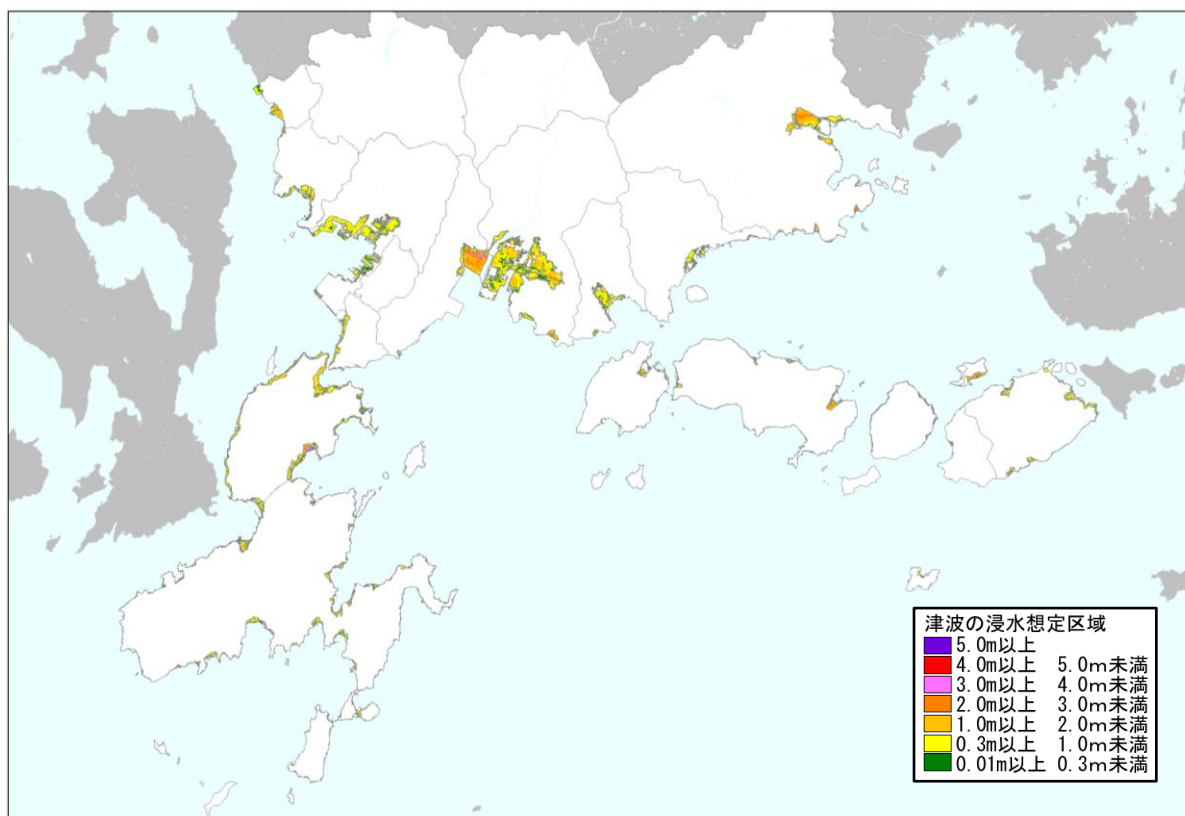 津波の浸水想定区域
5.0m以上
4.0m以上 5.0m未満
3.0m以上 4.0m未満
2.0m以上 3.0m未満
1.0m以上 2.0m未満
0.3m以上 1.0m未満
0.01m以上 0.3m未満